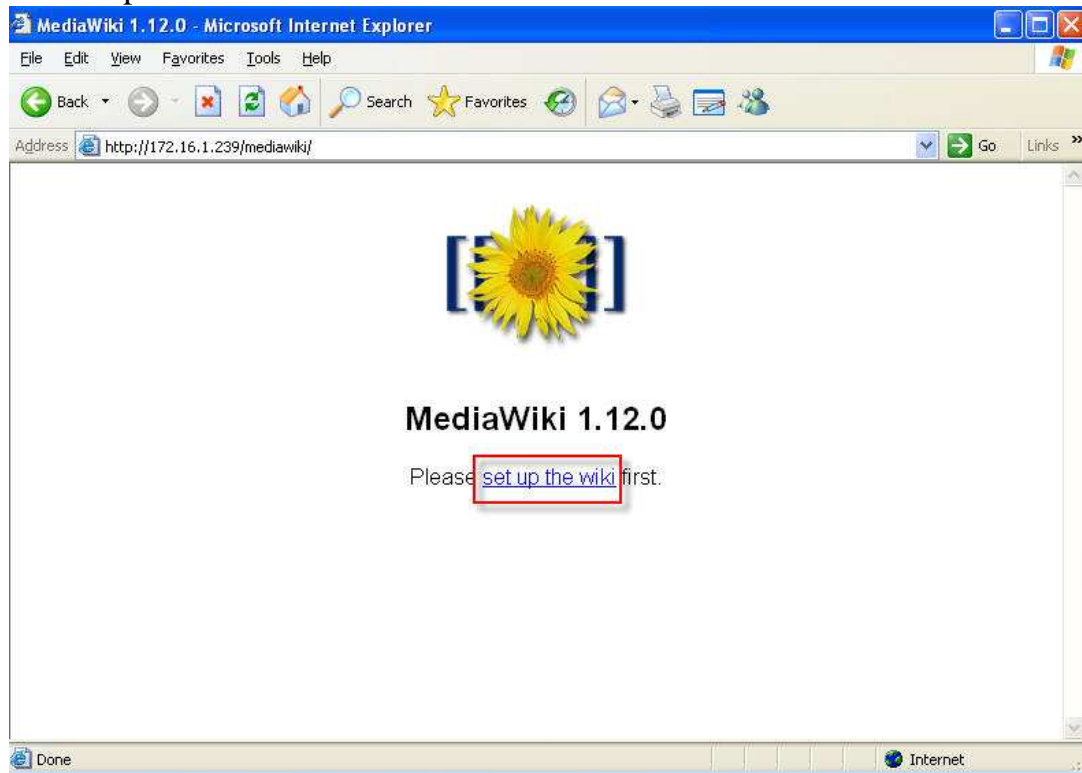 MediaWiki 1.12.0 - Microsoft Internet Explorer
File Edit View Favorites Tools Help
Back Search Favorites
Address http://172.16.1.239/mediawiki/ Go Links »
[[ ]]
MediaWiki 1.12.0
Please set up the wiki first.
Done Internet